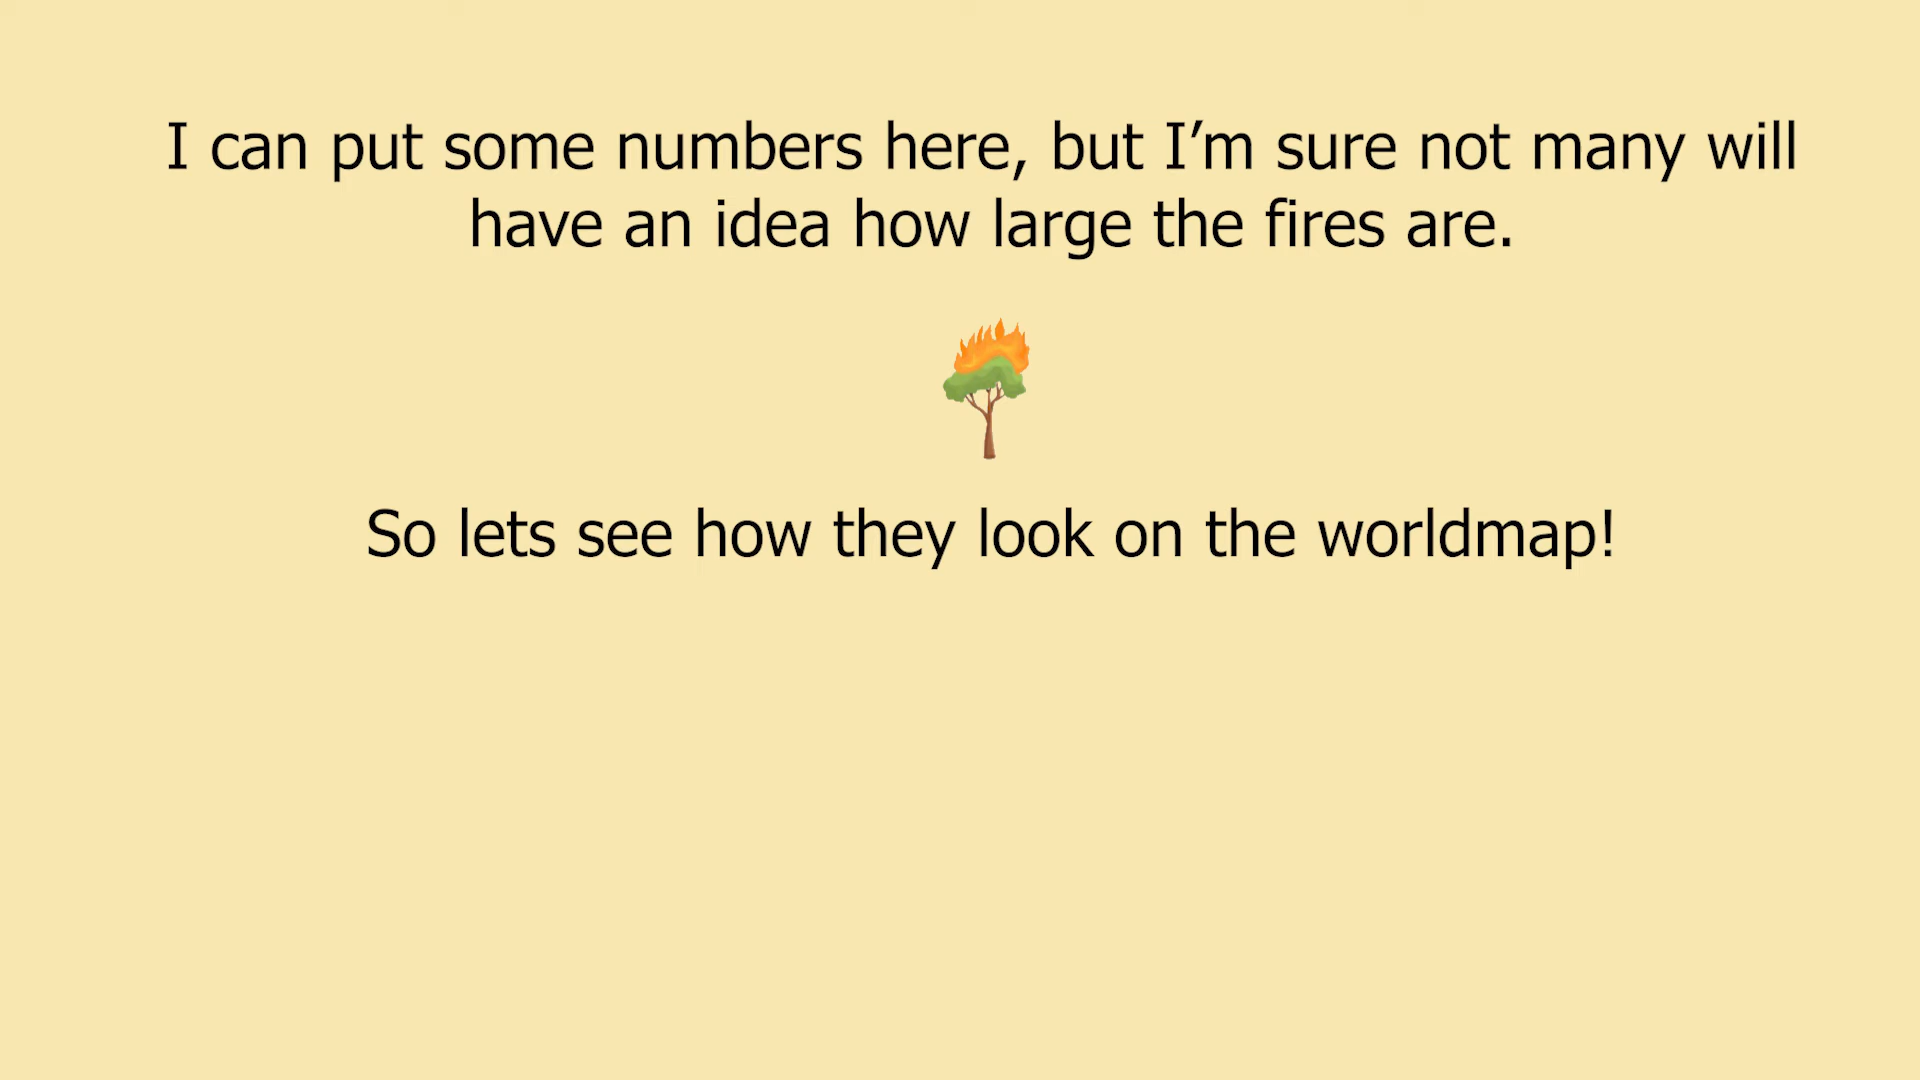 I can put some numbers here, but I’m sure not many will
have an idea how large the fires are.
So lets see how they look on the worldmap!